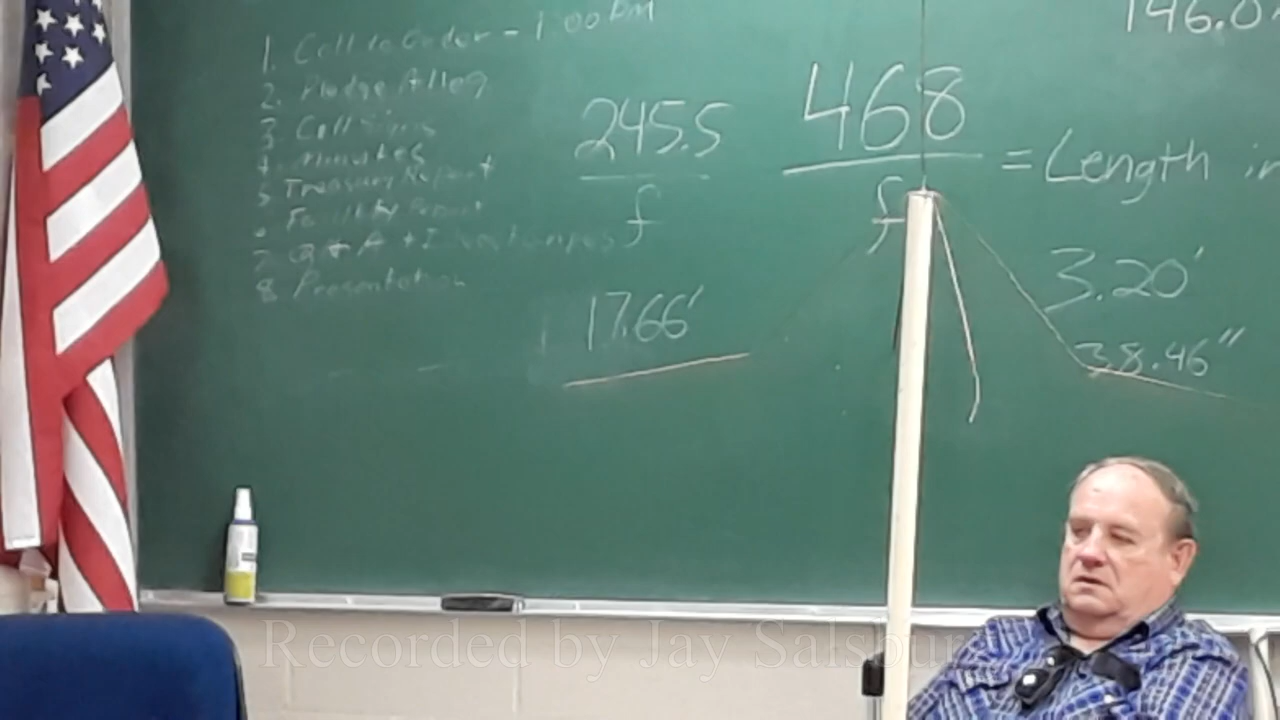 1. Call to Order - 1:00 PM
2. Pledge Alleg
3. Call Signs
4. Minutes
5 Treasury Report
Facility Report
7 Q & A +
8 Presentation
245.5
f
17.66'
468
f
= Length in
146.0
3.20'
38.46"
Recorded by Jay Salsbur